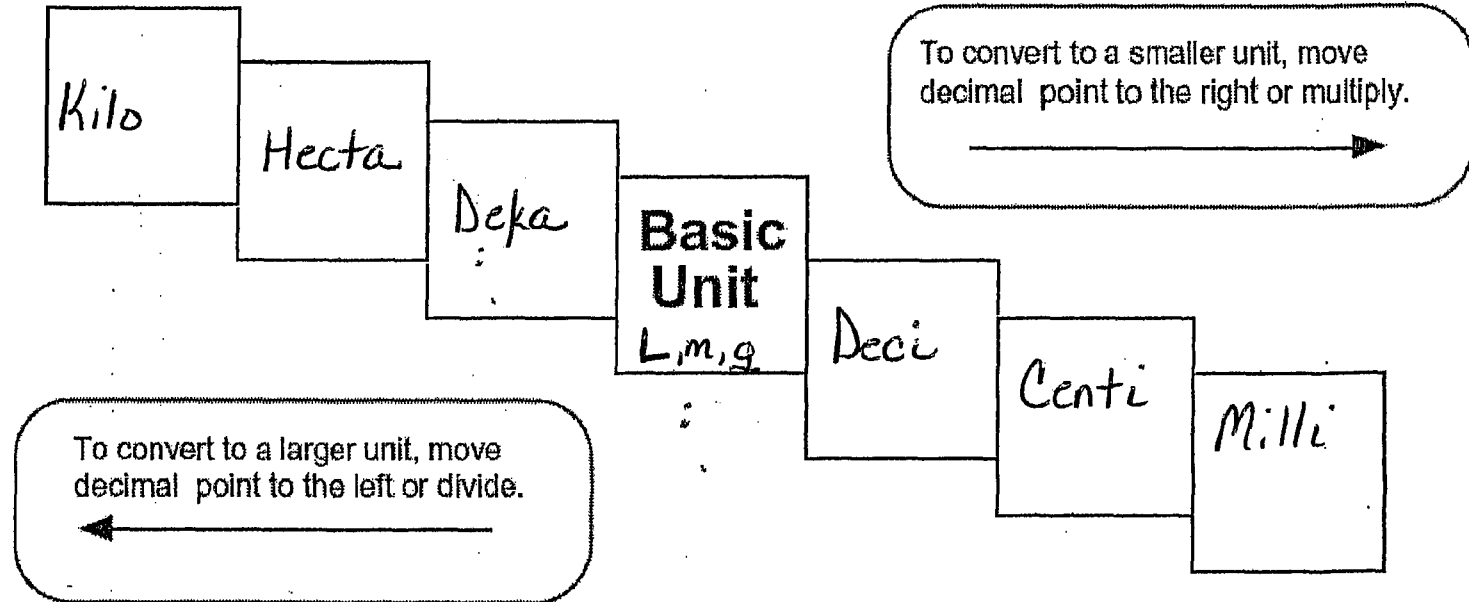 Kilo
Hecta
Deka
Basic
Unit
L, m, g
Deci
Centi
Milli
To convert to a smaller unit, move
decimal point to the right or multiply.
To convert to a larger unit, move
decimal point to the left or divide.